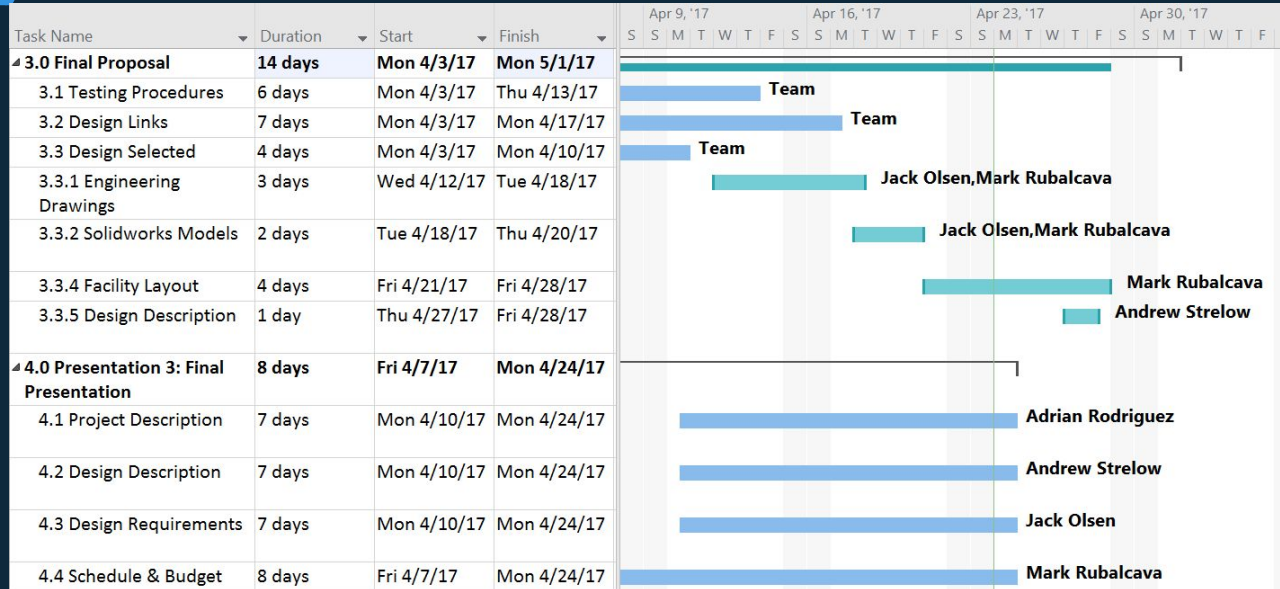 Apr 9, '17 Apr 16, '17 Apr 23, '17 Apr 30, '17
Task Name Duration Start Finish S S M T W T F S S M T W T F S S M T W T F S S M T W T F
3.0 Final Proposal 14 days Mon 4/3/17 Mon 5/1/17
3.1 Testing Procedures 6 days Mon 4/3/17 Thu 4/13/17 Team
3.2 Design Links 7 days Mon 4/3/17 Mon 4/17/17 Team
3.3 Design Selected 4 days Mon 4/3/17 Mon 4/10/17 Team
3.3.1 Engineering 3 days Wed 4/12/17 Tue 4/18/17 Jack Olsen,Mark Rubalcava
Drawings
3.3.2 Solidworks Models 2 days Tue 4/18/17 Thu 4/20/17 Jack Olsen,Mark Rubalcava
3.3.4 Facility Layout 4 days Fri 4/21/17 Fri 4/28/17 Mark Rubalcava
3.3.5 Design Description 1 day Thu 4/27/17 Fri 4/28/17 Andrew Strelow
4.0 Presentation 3: Final 8 days Fri 4/7/17 Mon 4/24/17
Presentation
4.1 Project Description 7 days Mon 4/10/17 Mon 4/24/17 Adrian Rodriguez
4.2 Design Description 7 days Mon 4/10/17 Mon 4/24/17 Andrew Strelow
4.3 Design Requirements 7 days Mon 4/10/17 Mon 4/24/17 Jack Olsen
4.4 Schedule & Budget 8 days Fri 4/7/17 Mon 4/24/17 Mark Rubalcava